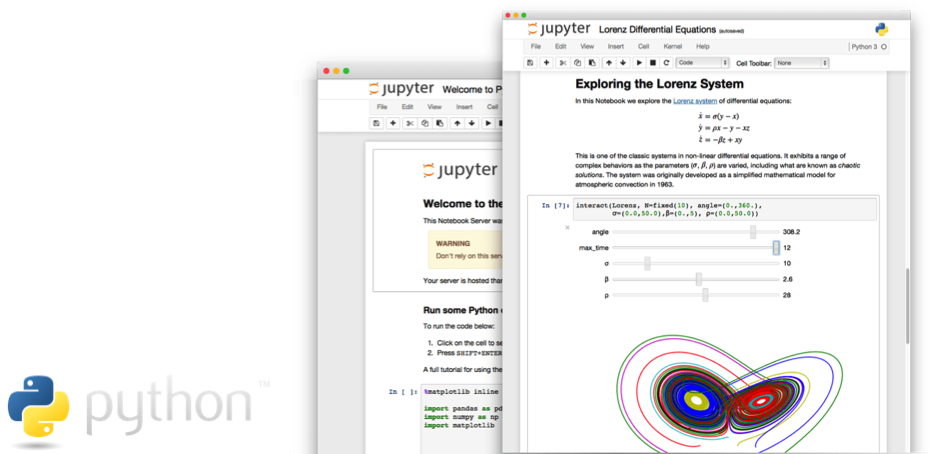 jupyter Lorenz Differential Equations (autosaved)
File Edit View Insert Cell Kernel Help Python 3
Code Cell Toolbar: None
Exploring the Lorenz System
In this Notebook we explore the Lorenz system of differential equations:
ẋ = σ(y − x)
ẏ = ρx − y − xz
ż = −βz + xy
This is one of the classic systems in non-linear differential equations. It exhibits a range of
complex behaviors as the parameters (σ, β, ρ) are varied, including what are known as chaotic
solutions. The system was originally developed as a simplified mathematical model for
atmospheric convection in 1963.
In [7]: interact(Lorenz, N=fixed(10), angle=(0.,360.),
σ=(0.0,50.0),β=(0.,5), ρ=(0.0,50.0))
angle 308.2
max_time 12
σ 10
β 2.6
ρ 28
jupyter Welcome to P
File Edit View Insert Cell
jupyter
Welcome to the
This Notebook Server was
WARNING
Don't rely on this serv
Your server is hosted than
Run some Python
To run the code below:
1. Click on the cell to se
2. Press SHIFT+ENTER
A full tutorial for using the
In [ ]: %matplotlib inline
import pandas as pd
import numpy as np
import matplotlib
python™